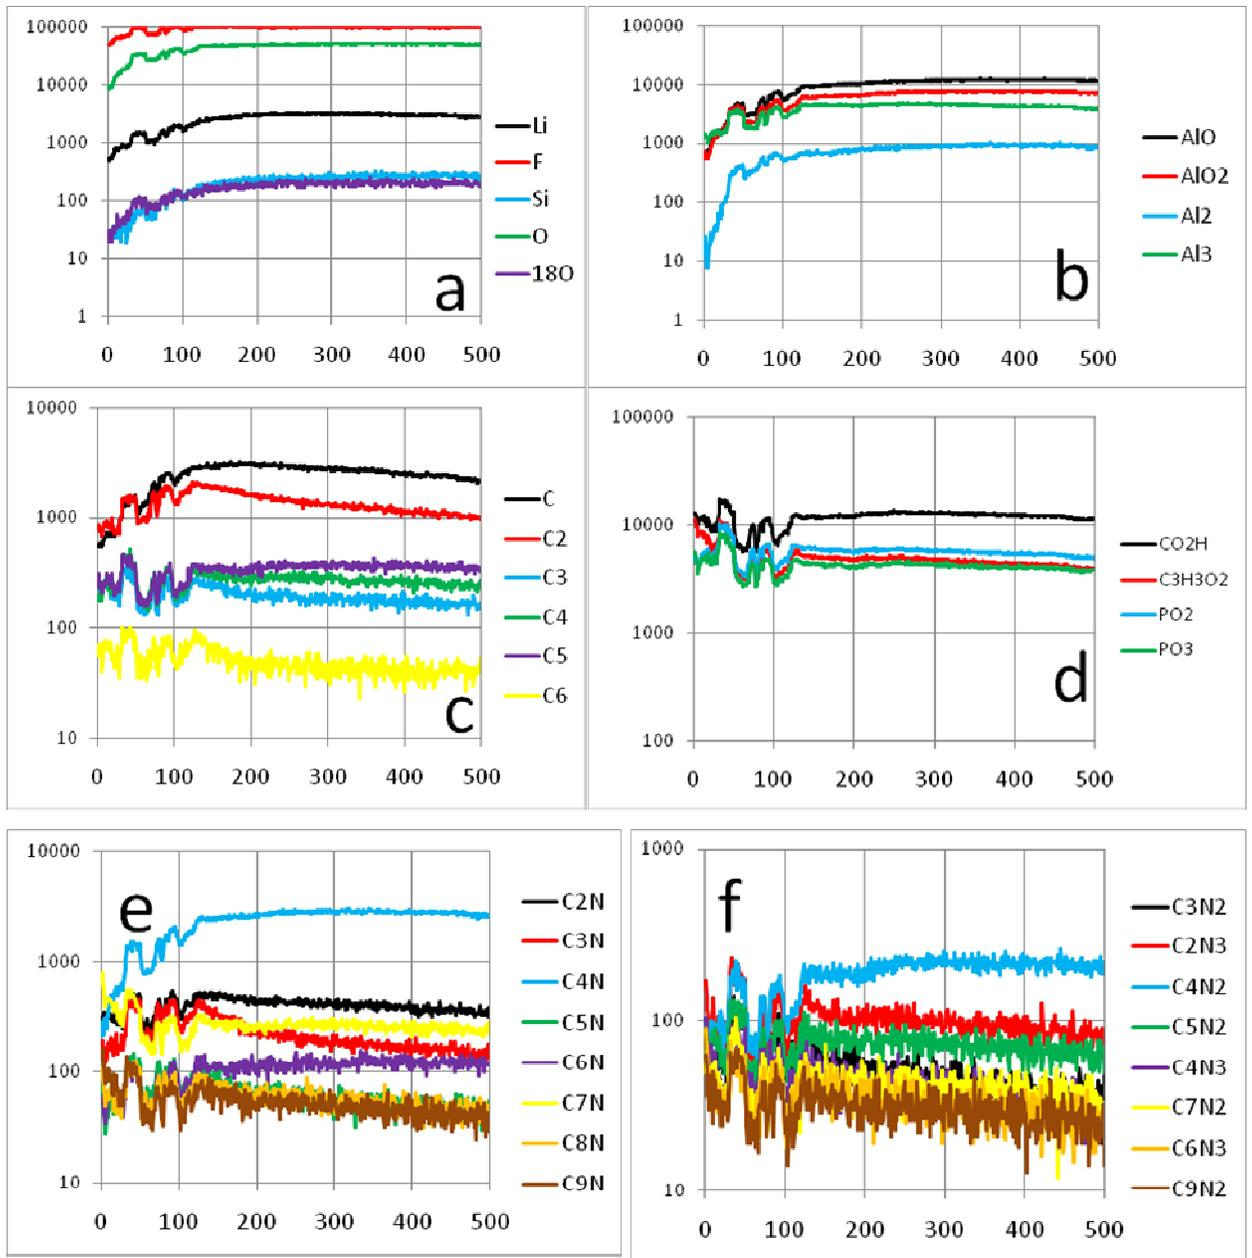 100000
10000
1000
100
10
1
0 100 200 300 400 500
Li
F
Si
O
18O
a
100000
10000
1000
100
10
1
0 100 200 300 400 500
AlO
AlO2
Al2
Al3
b
10000
1000
100
10
0 100 200 300 400 500
C
C2
C3
C4
C5
C6
c
100000
10000
1000
100
0 100 200 300 400 500
CO2H
C3H3O2
PO2
PO3
d
10000
1000
100
10
0 100 200 300 400 500
C2N
C3N
C4N
C5N
C6N
C7N
C8N
C9N
e
1000
100
10
0 100 200 300 400 500
C3N2
C2N3
C4N2
C5N2
C4N3
C7N2
C6N3
C9N2
f